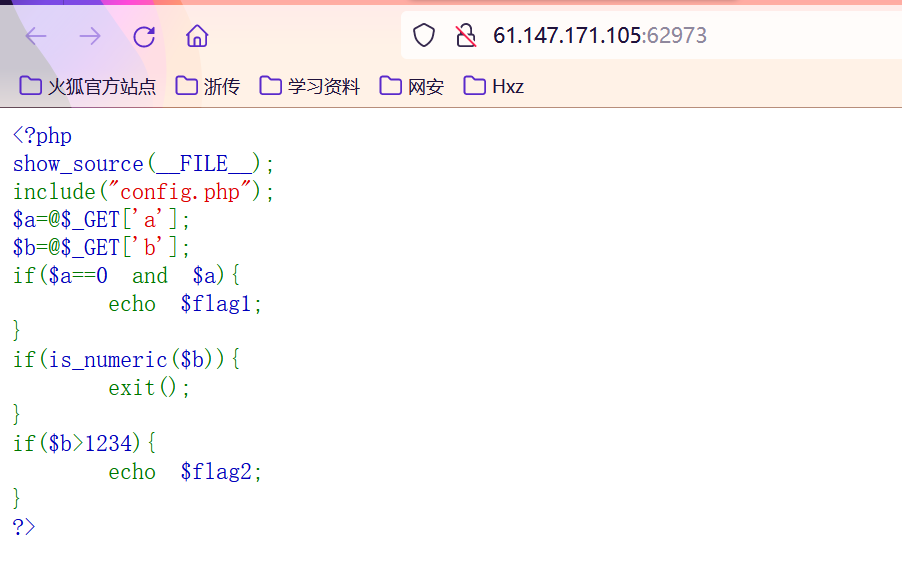 61.147.171.105:62973
火狐官方站点 浙传 学习资料 网安 Hxz
<?php
show_source(__FILE__);
include("config.php");
$a=@$_GET['a'];
$b=@$_GET['b'];
if($a==0 and $a){
echo $flag1;
}
if(is_numeric($b)){
exit();
}
if($b>1234){
echo $flag2;
}
?>